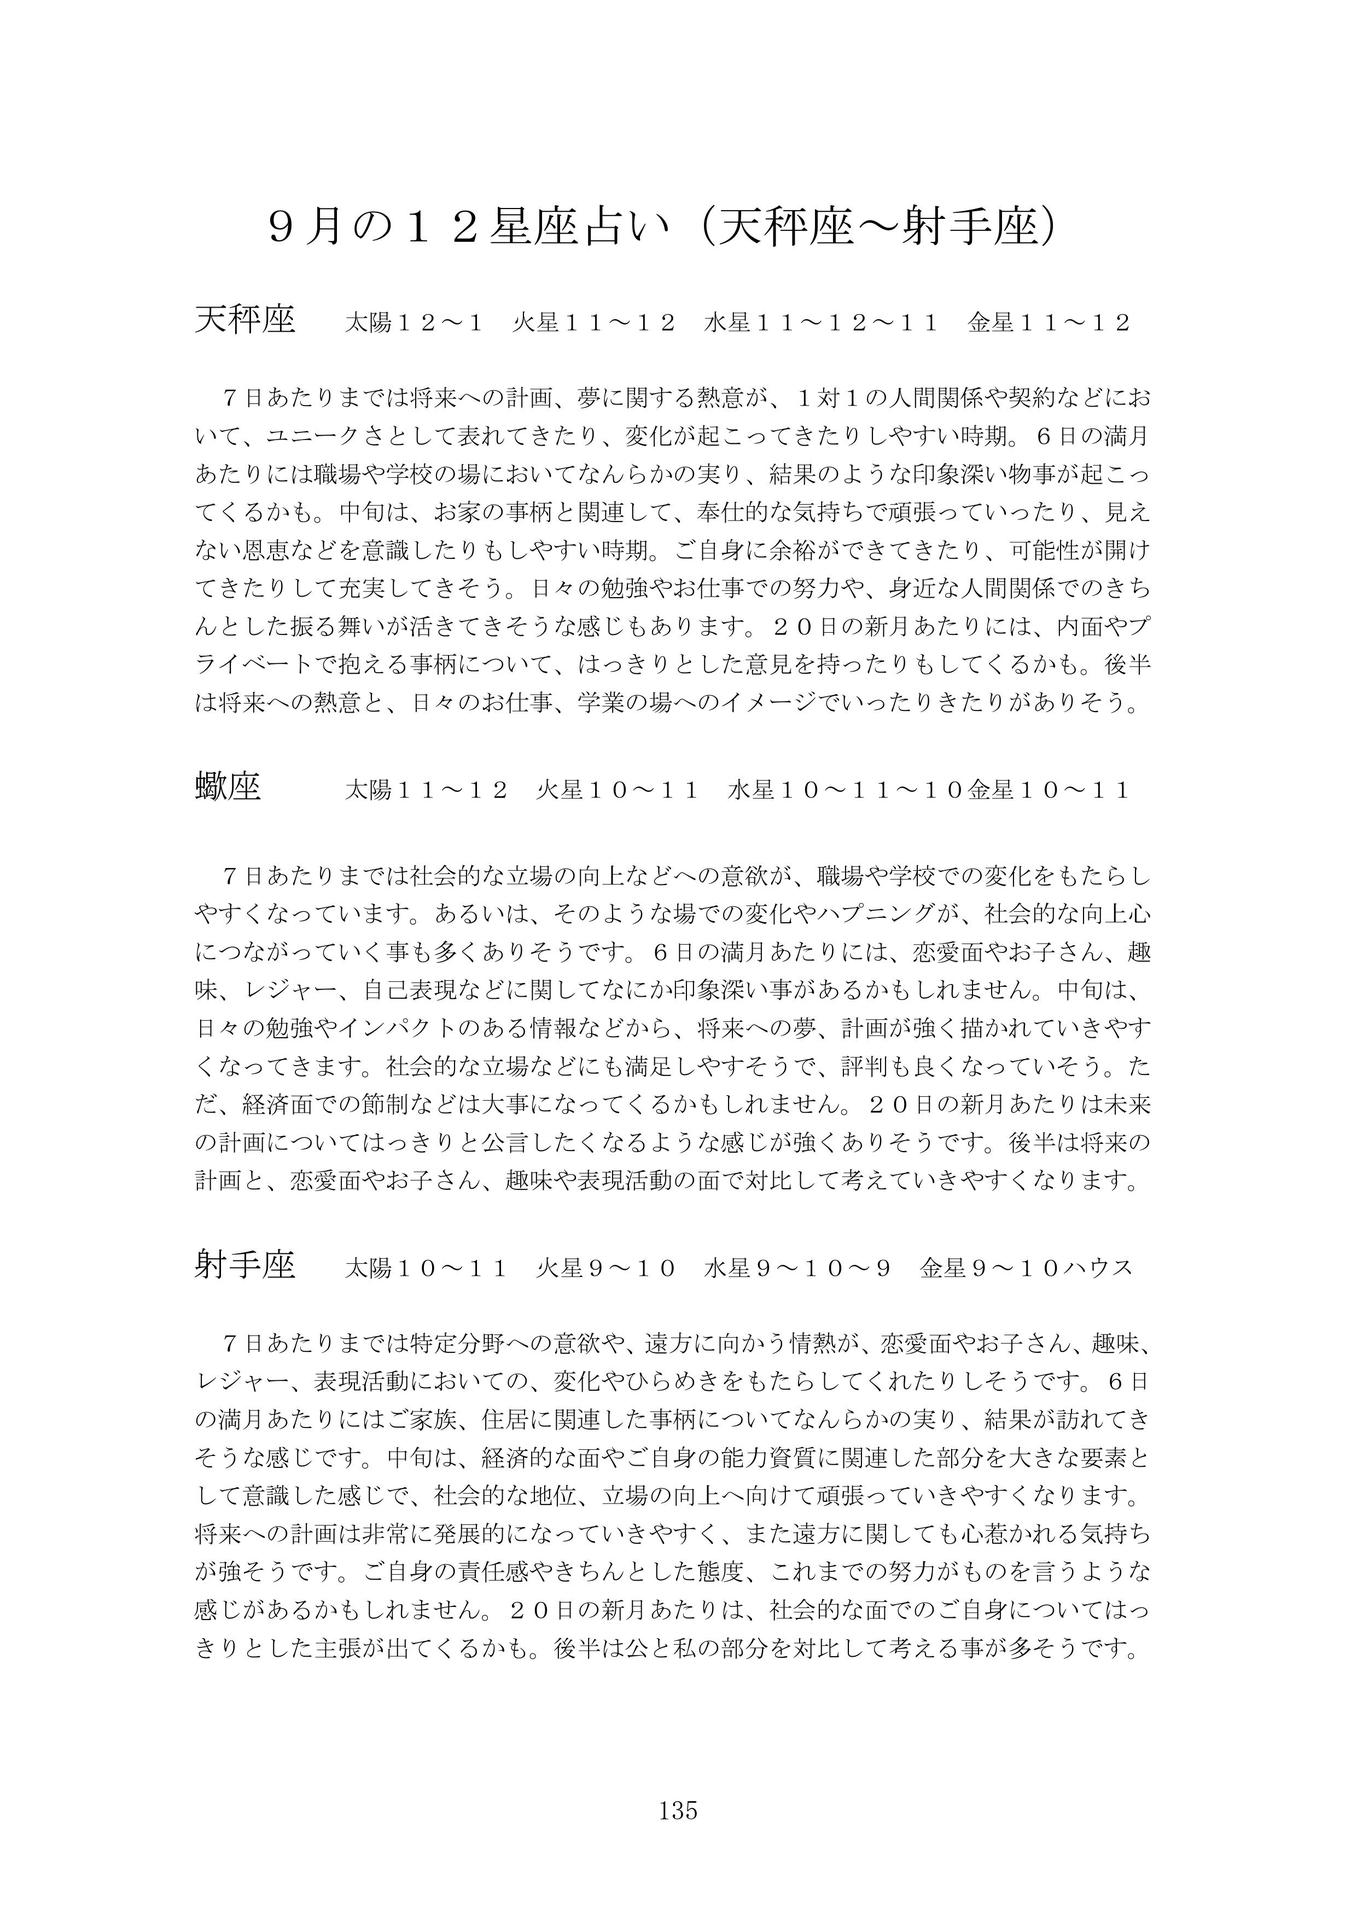 ９月の１２星座占い（天秤座～射手座）
天秤座　太陽１２～１　火星１１～１２　水星１１～１２～１１　金星１１～１２
７日あたりまでは将来への計画、夢に関する熱意が、１対１の人間関係や契約などにお
いて、ユニークさとして表れてきたり、変化が起こってきたりしやすい時期。６日の満月
あたりには職場や学校の場においてなんらかの実り、結果のような印象深い物事が起こっ
てくるかも。中旬は、お家の事柄と関連して、奉仕的な気持ちで頑張っていったり、見え
ない恩恵などを意識したりもしやすい時期。ご自身に余裕ができてきたり、可能性が開け
てきたりして充実してきそう。日々の勉強やお仕事での努力や、身近な人間関係でのきち
んとした振る舞いが活きてきそうな感じもあります。２０日の新月あたりには、内面やプ
ライベートで抱える事柄について、はっきりとした意見を持ったりもしてくるかも。後半
は将来への熱意と、日々のお仕事、学業の場へのイメージでいったりきたりがありそう。
蠍座　太陽１１～１２　火星１０～１１　水星１０～１１～１０金星１０～１１
７日あたりまでは社会的な立場の向上などへの意欲が、職場や学校での変化をもたらし
やすくなっています。あるいは、そのような場での変化やハプニングが、社会的な向上心
につながっていく事も多くありそうです。６日の満月あたりには、恋愛面やお子さん、趣
味、レジャー、自己表現などに関してなにか印象深い事があるかもしれません。中旬は、
日々の勉強やインパクトのある情報などから、将来への夢、計画が強く描かれていきやす
くなってきます。社会的な立場などにも満足しやすそうで、評判も良くなっていそう。た
だ、経済面での節制などは大事になってくるかもしれません。２０日の新月あたりは未来
の計画についてはっきりと公言したくなるような感じが強くありそうです。後半は将来の
計画と、恋愛面やお子さん、趣味や表現活動の面で対比して考えていきやすくなります。
射手座　太陽１０～１１　火星９～１０　水星９～１０～９　金星９～１０ハウス
７日あたりまでは特定分野への意欲や、遠方に向かう情熱が、恋愛面やお子さん、趣味、
レジャー、表現活動においての、変化やひらめきをもたらしてくれたりしそうです。６日
の満月あたりにはご家族、住居に関連した事柄についてなんらかの実り、結果が訪れてき
そうな感じです。中旬は、経済的な面やご自身の能力資質に関連した部分を大きな要素と
して意識した感じで、社会的な地位、立場の向上へ向けて頑張っていきやすくなります。
将来への計画は非常に発展的になっていきやすく、また遠方に関しても心惹かれる気持ち
が強そうです。ご自身の責任感やきちんとした態度、これまでの努力がものを言うような
感じがあるかもしれません。２０日の新月あたりは、社会的な面でのご自身についてはっ
きりとした主張が出てくるかも。後半は公と私の部分を対比して考える事が多そうです。
135